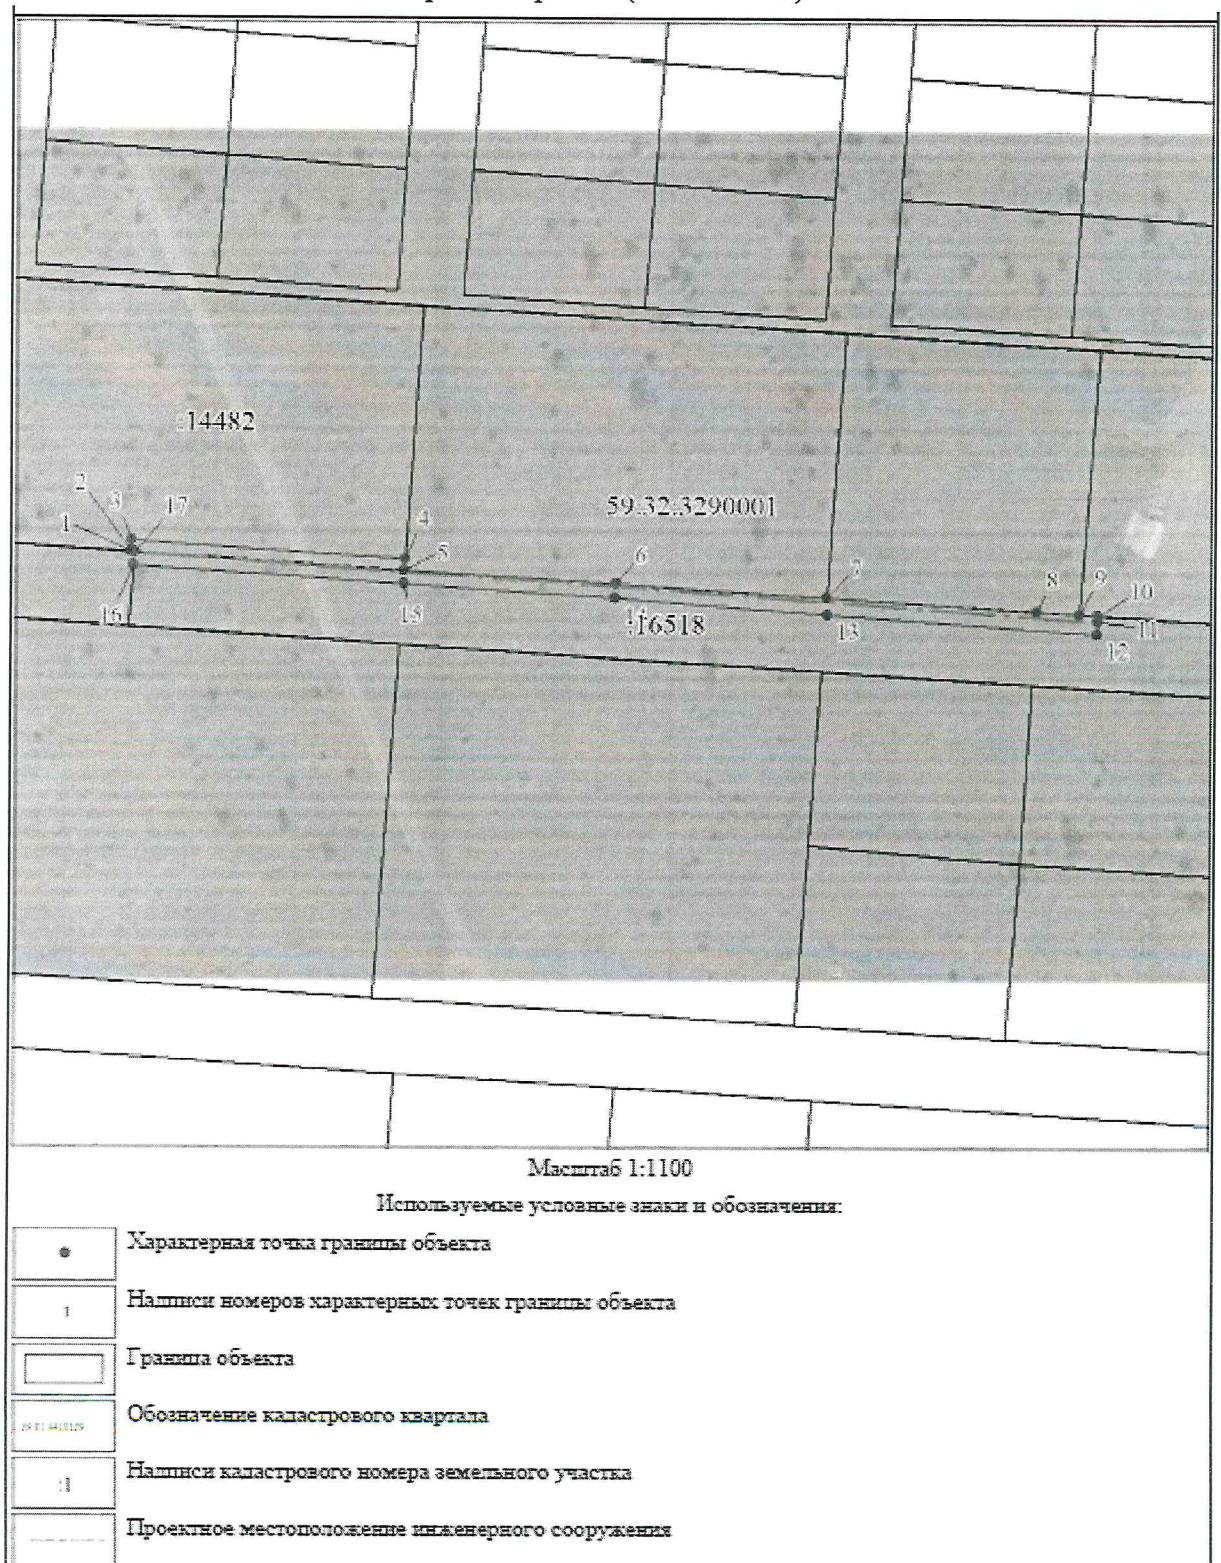 :14482
59:32:3290001
2
3
17
1
4
5
6
7
8
9
10
16
15
14
:16518
13
11
12
Масштаб 1:1100
Используемые условные знаки и обозначения:
Характерная точка границы объекта
1
Надписи номеров характерных точек границы объекта
Граница объекта
Обозначение кадастрового квартала
:1
Надписи кадастрового номера земельного участка
Проектное местоположение инженерного сооружения